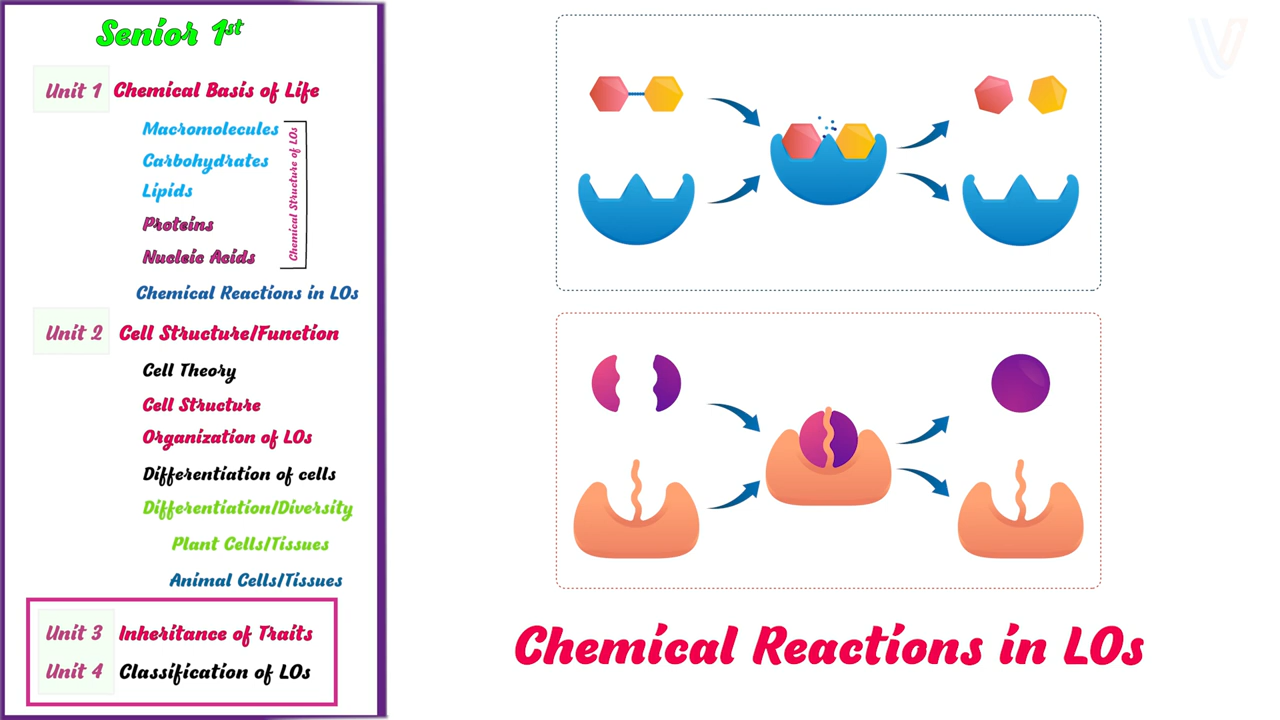 Senior 1st
Unit 1 Chemical Basis of Life
Macromolecules
Carbohydrates
Lipids
Proteins
Nucleic Acids
Chemical Structure of LOs
Chemical Reactions in LOs
Unit 2 Cell Structure/Function
Cell Theory
Cell Structure
Organization of LOs
Differentiation of cells
Differentiation/Diversity
Plant Cells/Tissues
Animal Cells/Tissues
Unit 3 Inheritance of Traits
Unit 4 Classification of LOs
Chemical Reactions in LOs